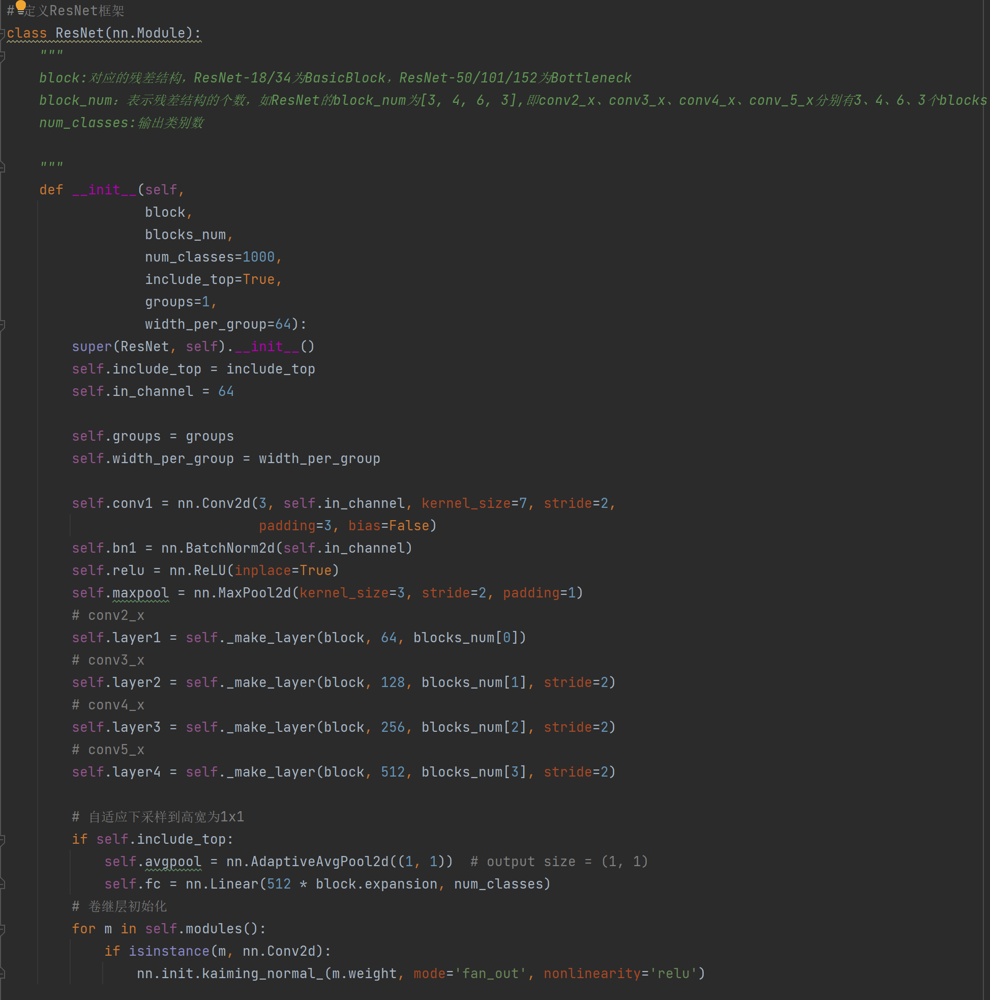 #定义ResNet框架
class ResNet(nn.Module):
    """
    block:对应的残差结构，ResNet-18/34为BasicBlock，ResNet-50/101/152为Bottleneck
    block_num：表示残差结构的个数，如ResNet的block_num为[3, 4, 6, 3],即conv2_x、conv3_x、conv4_x、conv_5_x分别有3、4、6、3个blocks
    num_classes:输出类别数
    """
    def __init__(self,
                 block,
                 blocks_num,
                 num_classes=1000,
                 include_top=True,
                 groups=1,
                 width_per_group=64):
        super(ResNet, self).__init__()
        self.include_top = include_top
        self.in_channel = 64
        self.groups = groups
        self.width_per_group = width_per_group
        self.conv1 = nn.Conv2d(3, self.in_channel, kernel_size=7, stride=2,
                               padding=3, bias=False)
        self.bn1 = nn.BatchNorm2d(self.in_channel)
        self.relu = nn.ReLU(inplace=True)
        self.maxpool = nn.MaxPool2d(kernel_size=3, stride=2, padding=1)
        # conv2_x
        self.layer1 = self._make_layer(block, 64, blocks_num[0])
        # conv3_x
        self.layer2 = self._make_layer(block, 128, blocks_num[1], stride=2)
        # conv4_x
        self.layer3 = self._make_layer(block, 256, blocks_num[2], stride=2)
        # conv5_x
        self.layer4 = self._make_layer(block, 512, blocks_num[3], stride=2)
        # 自适应下采样到高宽为1x1
        if self.include_top:
            self.avgpool = nn.AdaptiveAvgPool2d((1, 1))  # output size = (1, 1)
            self.fc = nn.Linear(512 * block.expansion, num_classes)
        # 卷继层初始化
        for m in self.modules():
            if isinstance(m, nn.Conv2d):
                nn.init.kaiming_normal_(m.weight, mode='fan_out', nonlinearity='relu')